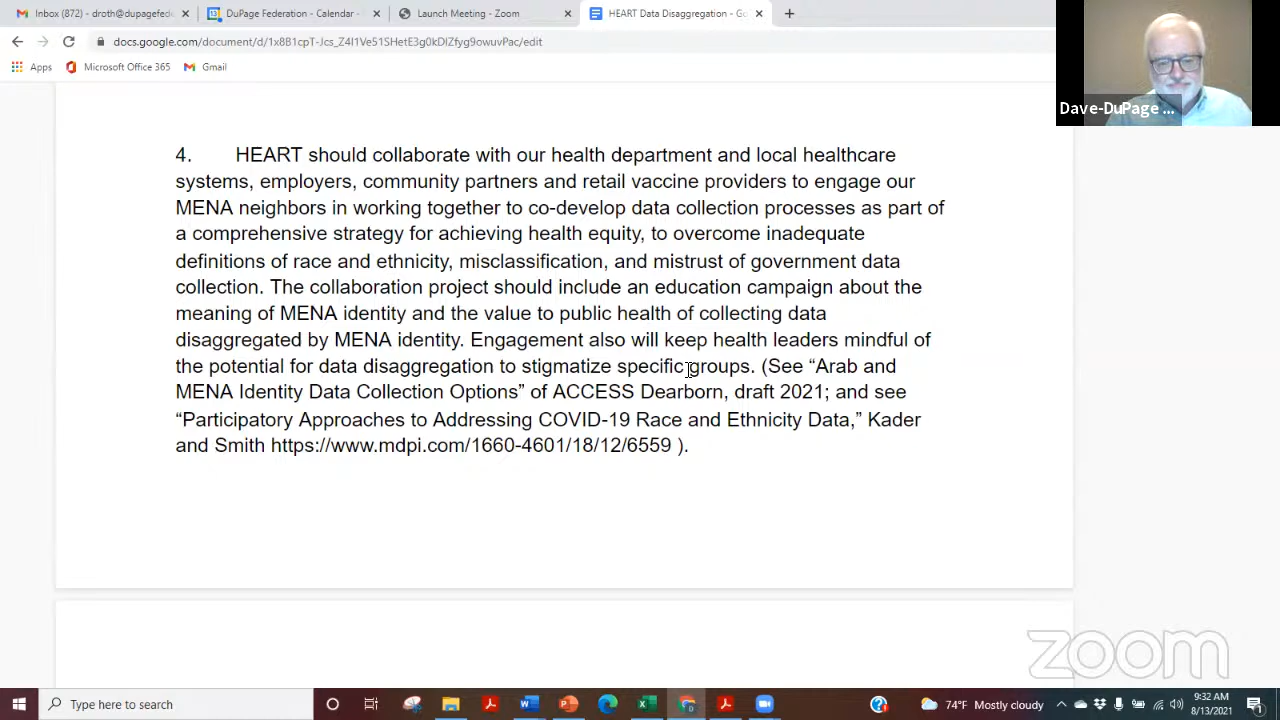 Inbox (872) - droth@dupagefede
DuPage Federation - Calendar -
Launch Meeting - Zoom
HEART Data Disaggregation - Go
docs.google.com/document/d/1x8B1cpT-Jcs_Z4I1Ve51SHetE3g0kDIZfyg9owuvPac/edit
Apps
Microsoft Office 365
Gmail
Dave-DuPage ...
4. HEART should collaborate with our health department and local healthcare
systems, employers, community partners and retail vaccine providers to engage our
MENA neighbors in working together to co-develop data collection processes as part of
a comprehensive strategy for achieving health equity, to overcome inadequate
definitions of race and ethnicity, misclassification, and mistrust of government data
collection. The collaboration project should include an education campaign about the
meaning of MENA identity and the value to public health of collecting data
disaggregated by MENA identity. Engagement also will keep health leaders mindful of
the potential for data disaggregation to stigmatize specific groups. (See “Arab and
MENA Identity Data Collection Options” of ACCESS Dearborn, draft 2021; and see
“Participatory Approaches to Addressing COVID-19 Race and Ethnicity Data,” Kader
and Smith https://www.mdpi.com/1660-4601/18/12/6559 ).
zoom
Type here to search
74°F Mostly cloudy
9:32 AM
8/13/2021